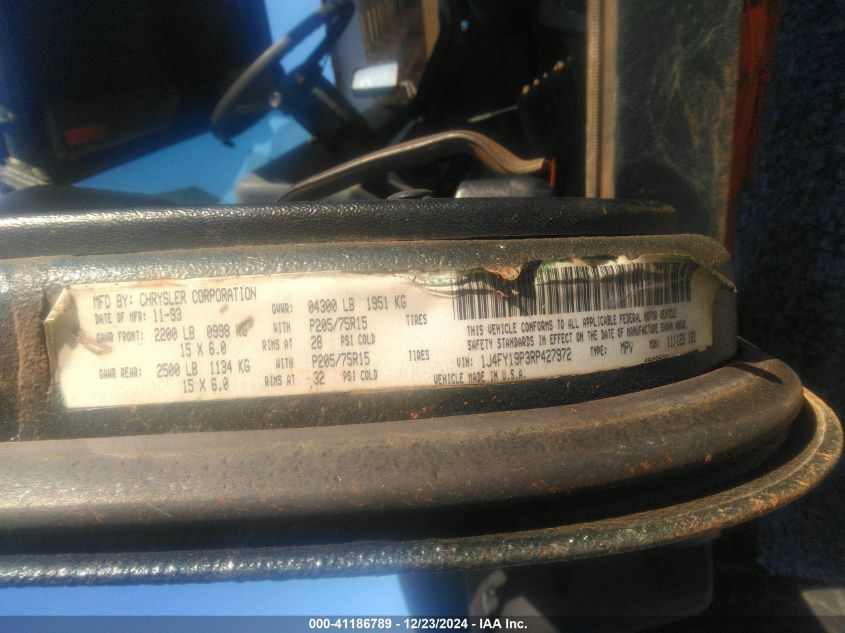 MFD BY: CHRYSLER CORPORATION
DATE OF MFR: 11-93 GVWR: 04300 LB 1951 KG
GAWR FRONT: 2200 LB 0998 KG WITH P205/75R15 TIRES
15 X 6.0 RIMS AT 28 PSI COLD
GAWR REAR: 2500 LB 1134 KG WITH P205/75R15 TIRES
15 X 6.0 RIMS AT 32 PSI COLD
THIS VEHICLE CONFORMS TO ALL APPLICABLE FEDERAL MOTOR VEHICLE
SAFETY STANDARDS IN EFFECT ON THE DATE OF MANUFACTURE SHOWN ABOVE.
VIN: 1J4FY19P3RP427972 TYPE: MPV MDH: 111123
VEHICLE MADE IN U.S.A.
000-41186789 - 12/23/2024 - IAA Inc.